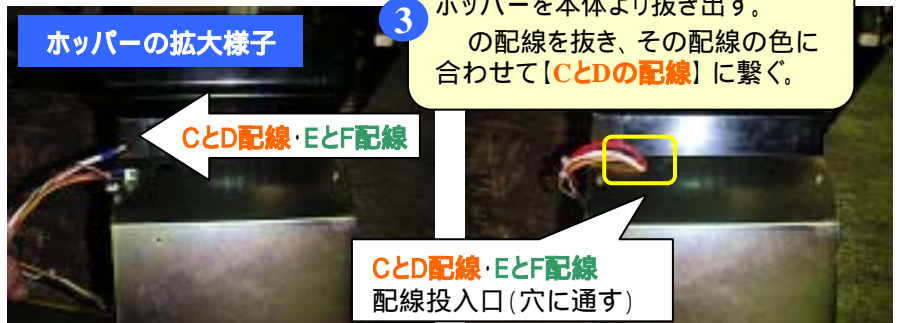 ホッパーの拡大様子
3
ホッパーを本体より抜き出す。
の配線を抜き、その配線の色に
合わせて【CとDの配線】に繋ぐ。
CとD配線・EとF配線
CとD配線・EとF配線
配線投入口(穴に通す)